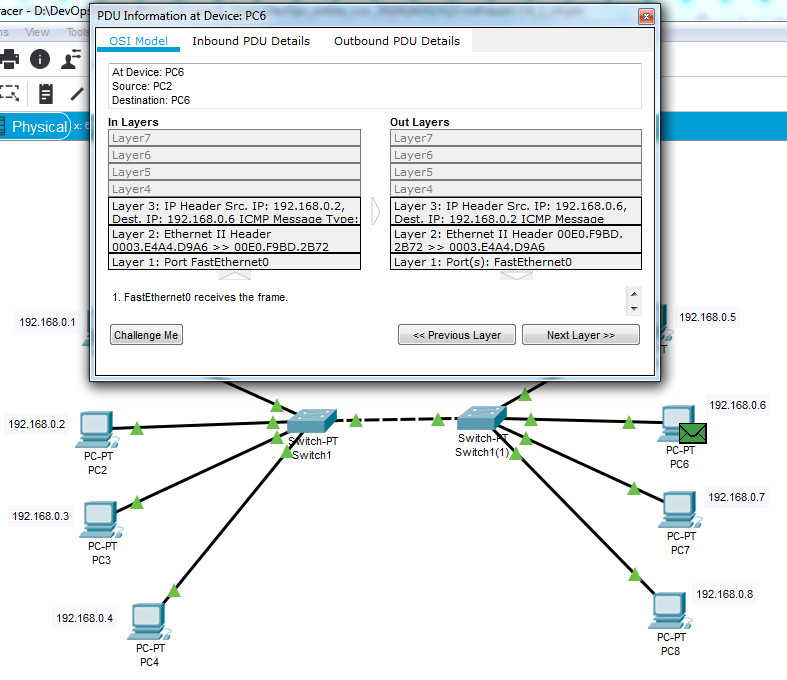 racer - D:\DevOps
ns View Tools
Physical x: 6
PDU Information at Device: PC6
OSI Model Inbound PDU Details Outbound PDU Details
At Device: PC6
Source: PC2
Destination: PC6
In Layers
Layer7
Layer6
Layer5
Layer4
Layer 3: IP Header Src. IP: 192.168.0.2,
Dest. IP: 192.168.0.6 ICMP Message Type:
Layer 2: Ethernet II Header
0003.E4A4.D9A6 >> 00E0.F9BD.2B72
Layer 1: Port FastEthernet0
Out Layers
Layer7
Layer6
Layer5
Layer4
Layer 3: IP Header Src. IP: 192.168.0.6,
Dest. IP: 192.168.0.2 ICMP Message
Layer 2: Ethernet II Header 00E0.F9BD.
2B72 >> 0003.E4A4.D9A6
Layer 1: Port(s): FastEthernet0
1. FastEthernet0 receives the frame.
Challenge Me
<< Previous Layer
Next Layer >>
192.168.0.1
192.168.0.5
T
192.168.0.2
PC-PT
PC2
Switch-PT
Switch1
Switch-PT
Switch1(1)
192.168.0.6
PC-PT
PC6
192.168.0.3
PC-PT
PC3
192.168.0.7
PC-PT
PC7
192.168.0.4
PC-PT
PC4
192.168.0.8
PC-PT
PC8